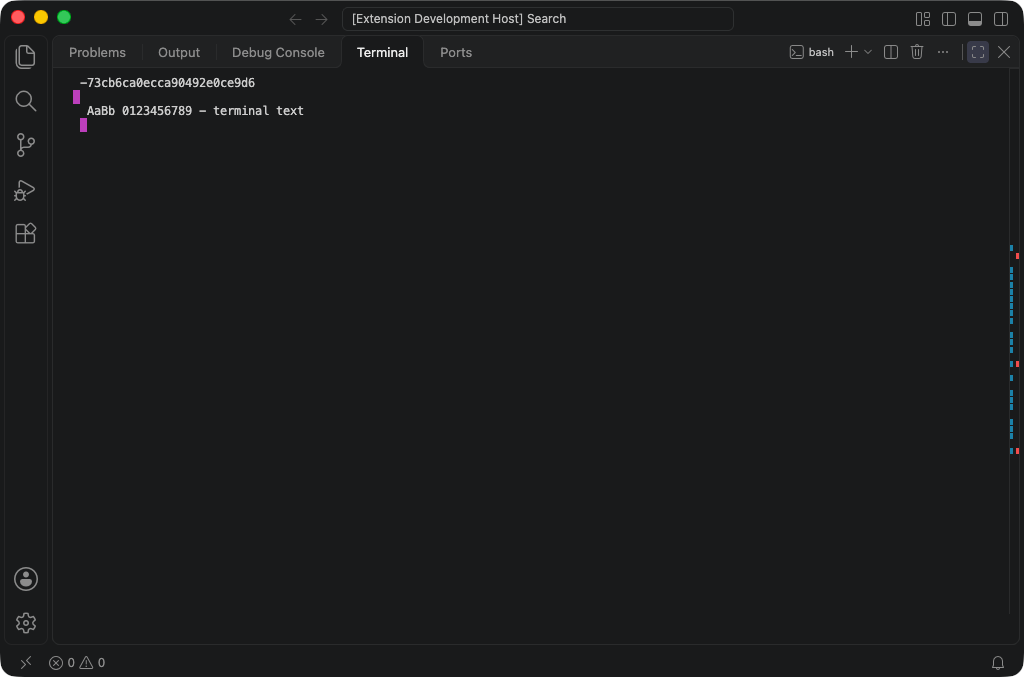 [Extension Development Host] Search
Problems Output Debug Console Terminal Ports bash
−73cb6ca0ecca90492e0ce9d6
AaBb 0123456789 − terminal text
0 0